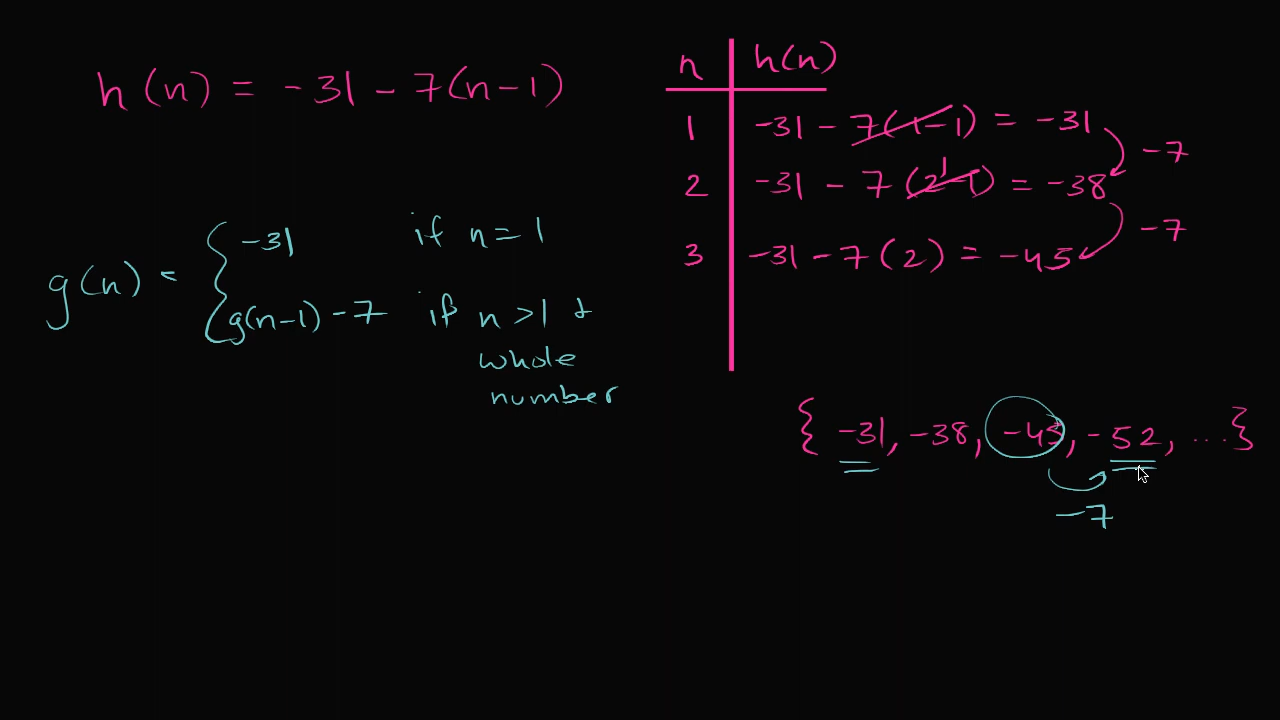 h(n) = -31 - 7(n-1)
g(n) = { -31 if n=1
g(n-1) -7 if n>1 +
whole
number
n h(n)
1 -31 - 7(1-1) = -31
-7
2 -31 - 7(2-1) = -38
1
-7
3 -31 - 7(2) = -45
{ -31, -38, -45, -52, ...}
-7